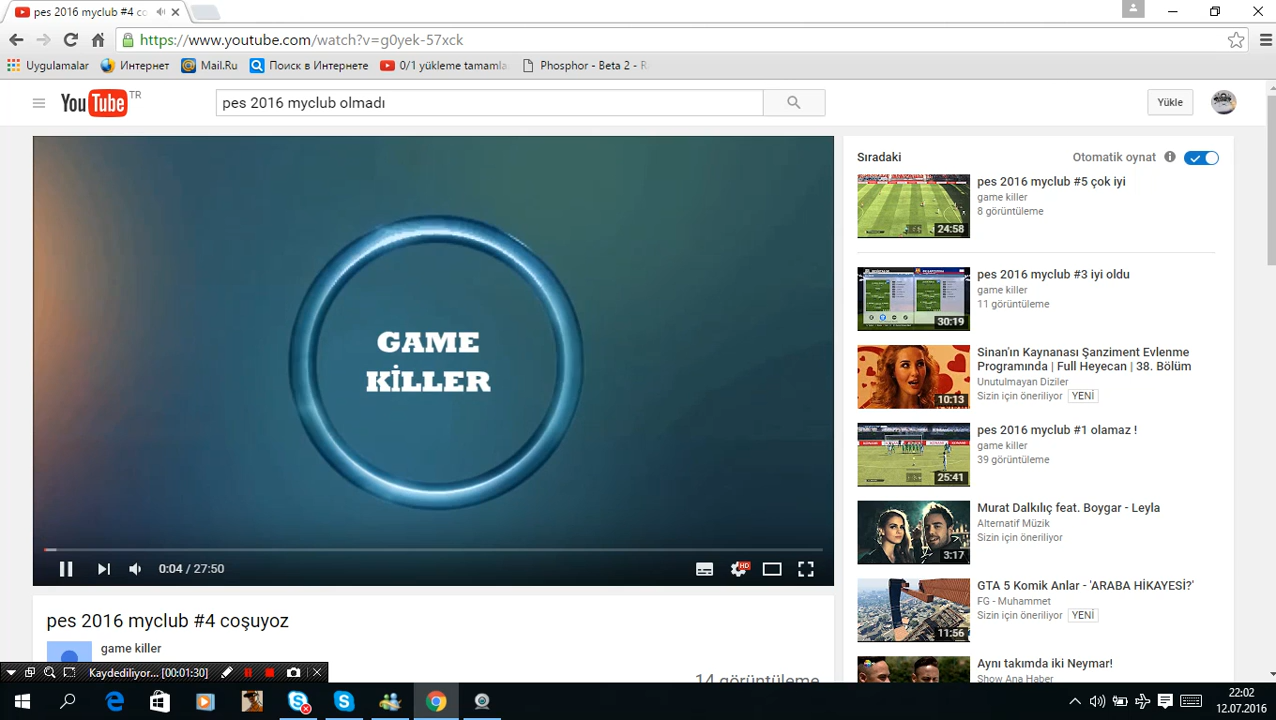 pes 2016 myclub #4 c
https://www.youtube.com/watch?v=g0yek-57xck
Uygulamalar
Интернет
Mail.Ru
Поиск в Интернете
0/1 yükleme tamamla
Phosphor - Beta 2 - R
YouTube TR
pes 2016 myclub olmadı
Yükle
GAME
KİLLER
0:04 / 27:50
HD
pes 2016 myclub #4 coşuyoz
game killer
14 görüntüleme
Sıradaki
Otomatik oynat
pes 2016 myclub #5 çok iyi
game killer
8 görüntüleme
24:58
pes 2016 myclub #3 iyi oldu
game killer
11 görüntüleme
30:19
Sinan'ın Kaynanası Şanziment Evlenme
Programında | Full Heyecan | 38. Bölüm
Unutulmayan Diziler
Sizin için öneriliyor YENİ
10:13
pes 2016 myclub #1 olamaz !
game killer
39 görüntüleme
25:41
Murat Dalkılıç feat. Boygar - Leyla
Alternatif Müzik
Sizin için öneriliyor
3:17
GTA 5 Komik Anlar - 'ARABA HİKAYESİ?'
FG - Muhammet
Sizin için öneriliyor YENİ
11:56
Aynı takımda iki Neymar!
Show Ana Haber
Kaydediliyor... [00:01:30]
22:02
12.07.2016